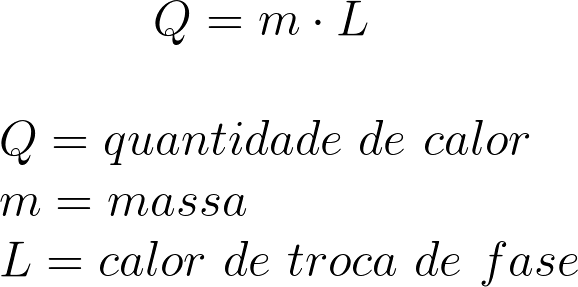 Q = m · L
Q = quantidade de calor
m = massa
L = calor de troca de fase